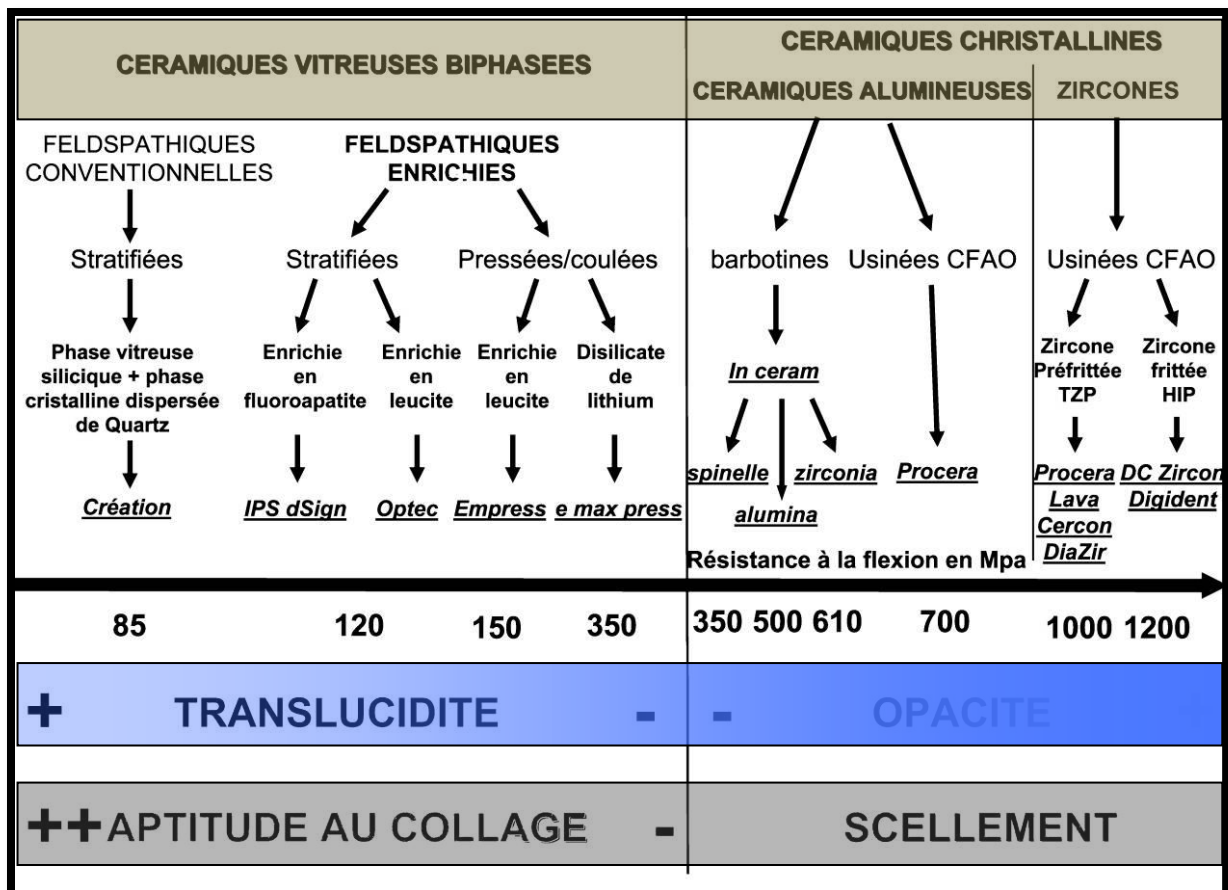 CERAMIQUES VITREUSES BIPHASEES
CERAMIQUES CHRISTALLINES
CERAMIQUES ALUMINEUSES
ZIRCONES
FELDSPATHIQUES
CONVENTIONNELLES
FELDSPATHIQUES
ENRICHIES
Stratifiées
Stratifiées
Pressées/coulées
barbotines
Usinées CFAO
Usinées CFAO
Phase vitreuse
silicique + phase
cristalline dispersée
de Quartz
Enrichie
en
fluoroapatite
Enrichie
en
leucite
Enrichie
en
leucite
Disilicate
de
lithium
In ceram
Zircone
Préfrittée
TZP
Zircone
frittée
HIP
Création
IPS dSign
Optec
Empress
e max press
spinelle
zirconia
alumina
Procera
Procera
Lava
Cercon
DiaZir
DC Zircon
Digident
Résistance à la flexion en Mpa
85 120 150 350 350 500 610 700 1000 1200
+ TRANSLUCIDITE - - OPACITE
++ APTITUDE AU COLLAGE - SCELLEMENT